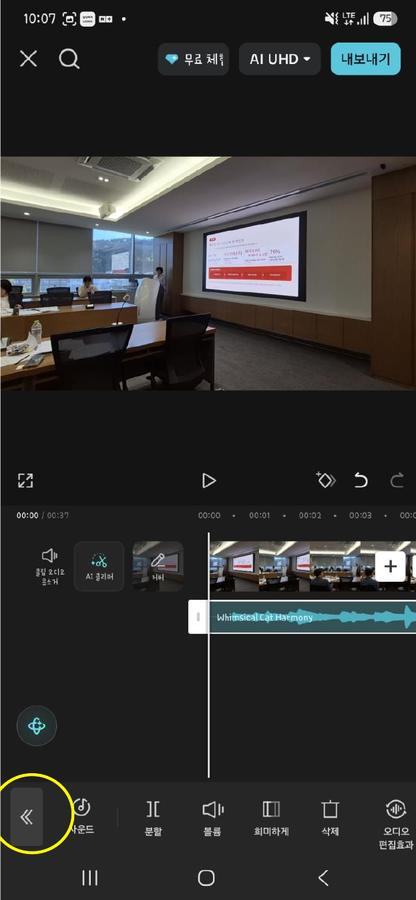 10:07
LTE
75
무료 체험
AI UHD
내보내기
00:00 / 00:37
00:00
00:01
00:02
00:03
클립 오디오
음소거
AI 클리퍼
커버
Whimsical Cat Harmony
사운드
분할
볼륨
희미하게
삭제
오디오
편집효과